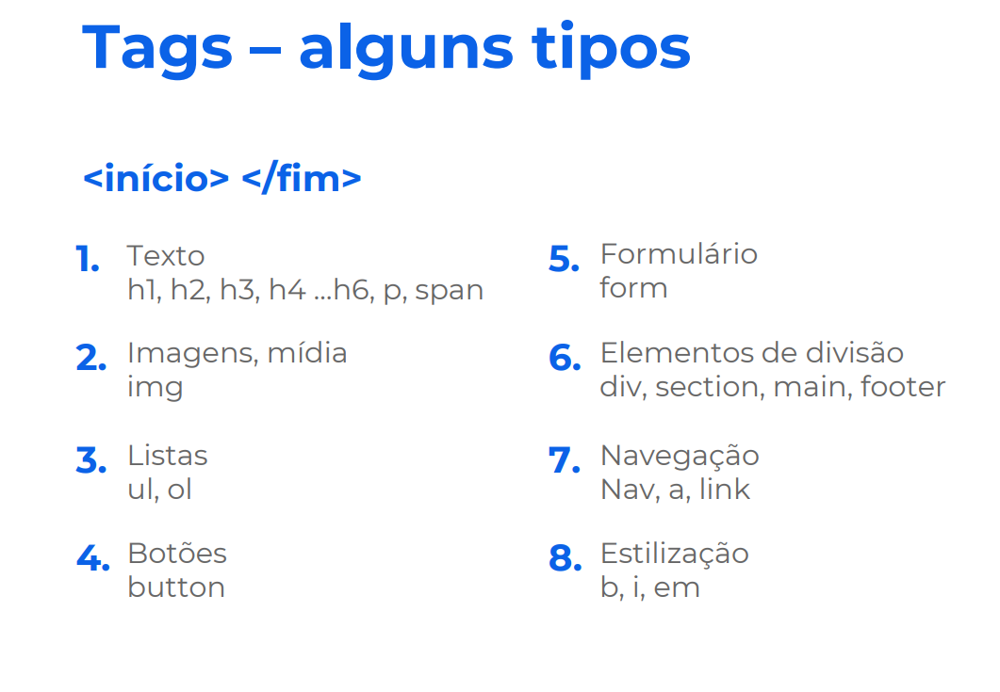 Tags – alguns tipos
<início> </fim>
1. Texto
h1, h2, h3, h4 ...h6, p, span
2. Imagens, mídia
img
3. Listas
ul, ol
4. Botões
button
5. Formulário
form
6. Elementos de divisão
div, section, main, footer
7. Navegação
Nav, a, link
8. Estilização
b, i, em